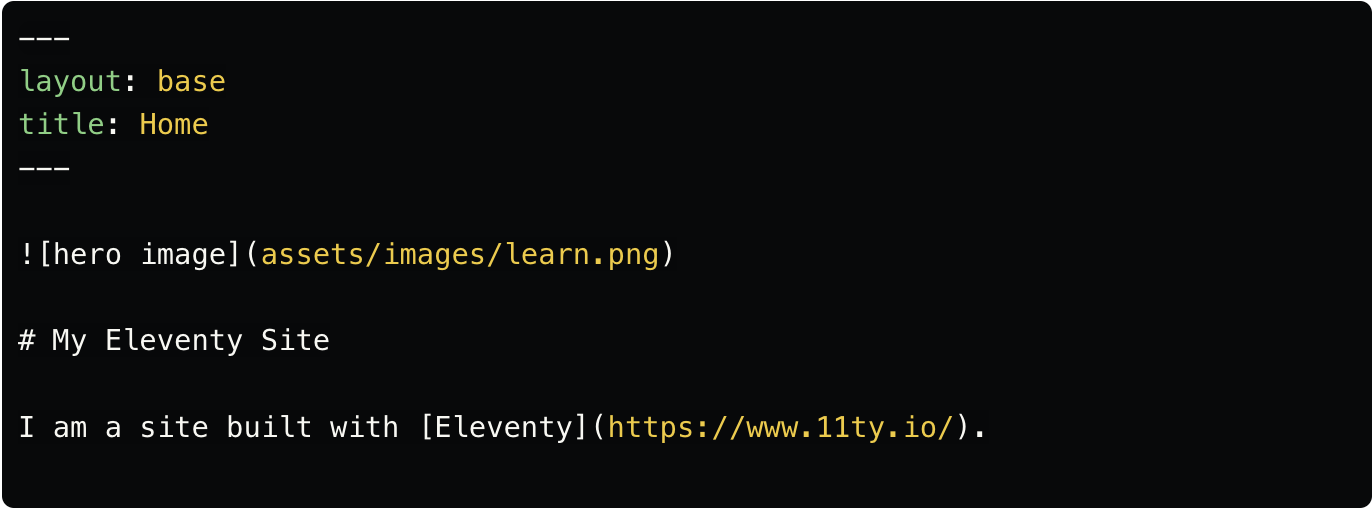 ---
layout: base
title: Home
---
![hero image](assets/images/learn.png)
# My Eleventy Site
I am a site built with [Eleventy](https://www.11ty.io/).